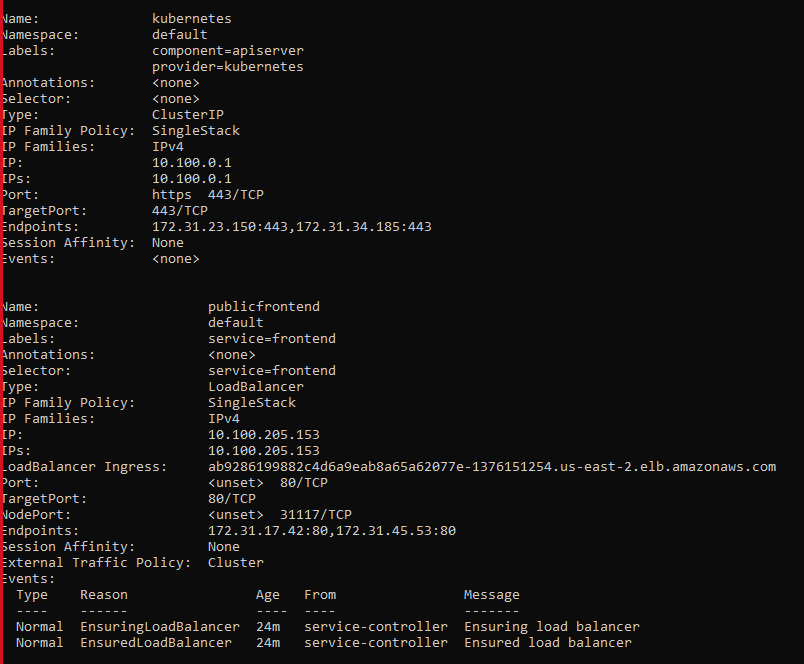 Name:              kubernetes
Namespace:         default
Labels:            component=apiserver
                   provider=kubernetes
Annotations:       <none>
Selector:          <none>
Type:              ClusterIP
IP Family Policy:  SingleStack
IP Families:       IPv4
IP:                10.100.0.1
IPs:               10.100.0.1
Port:              https  443/TCP
TargetPort:        443/TCP
Endpoints:         172.31.23.150:443,172.31.34.185:443
Session Affinity:  None
Events:            <none>
Name:                     publicfrontend
Namespace:                default
Labels:                   service=frontend
Annotations:              <none>
Selector:                 service=frontend
Type:                     LoadBalancer
IP Family Policy:         SingleStack
IP Families:              IPv4
IP:                       10.100.205.153
IPs:                      10.100.205.153
LoadBalancer Ingress:     ab9286199882c4d6a9eab8a65a62077e-1376151254.us-east-2.elb.amazonaws.com
Port:                     <unset>  80/TCP
TargetPort:               80/TCP
NodePort:                 <unset>  31117/TCP
Endpoints:                172.31.17.42:80,172.31.45.53:80
Session Affinity:         None
External Traffic Policy:  Cluster
Events:
  Type    Reason                Age   From                Message
  ----    ------                ----  ----                -------
  Normal  EnsuringLoadBalancer  24m   service-controller  Ensuring load balancer
  Normal  EnsuredLoadBalancer   24m   service-controller  Ensured load balancer